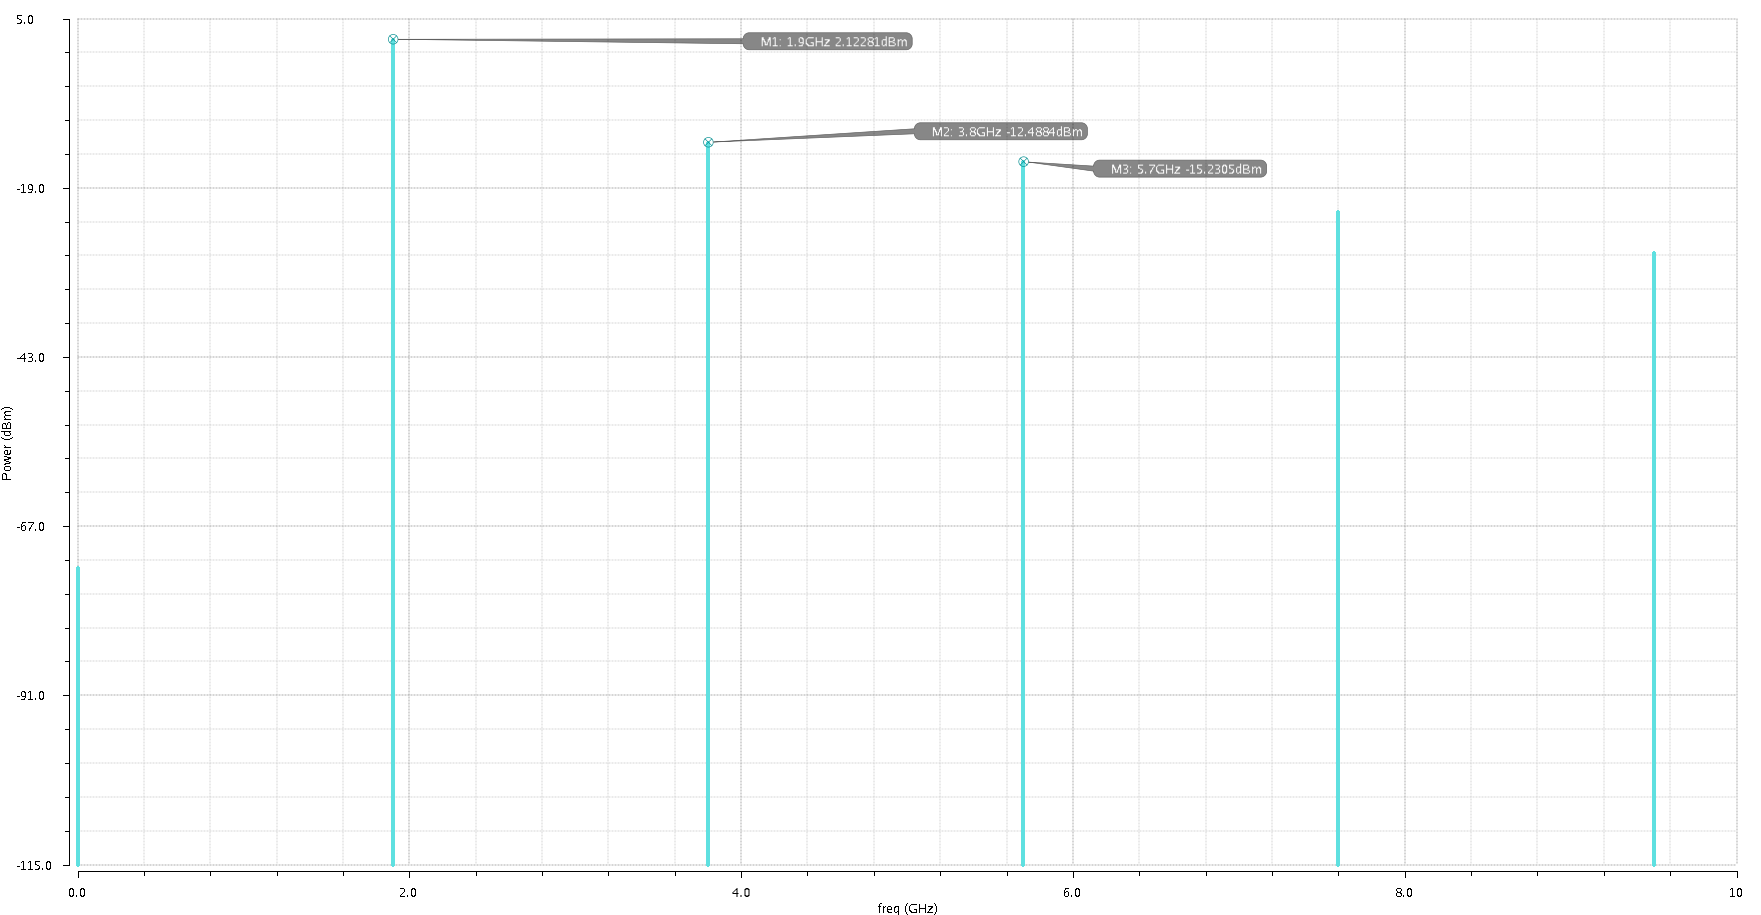 5.0
M1: 1.9GHz 2.12281dBm
M2: 3.8GHz -12.4884dBm
M3: 5.7GHz -15.2305dBm
-19.0
-43.0
Power (dBm)
-67.0
-91.0
-115.0
0.0 2.0 4.0 6.0 8.0 10
freq (GHz)